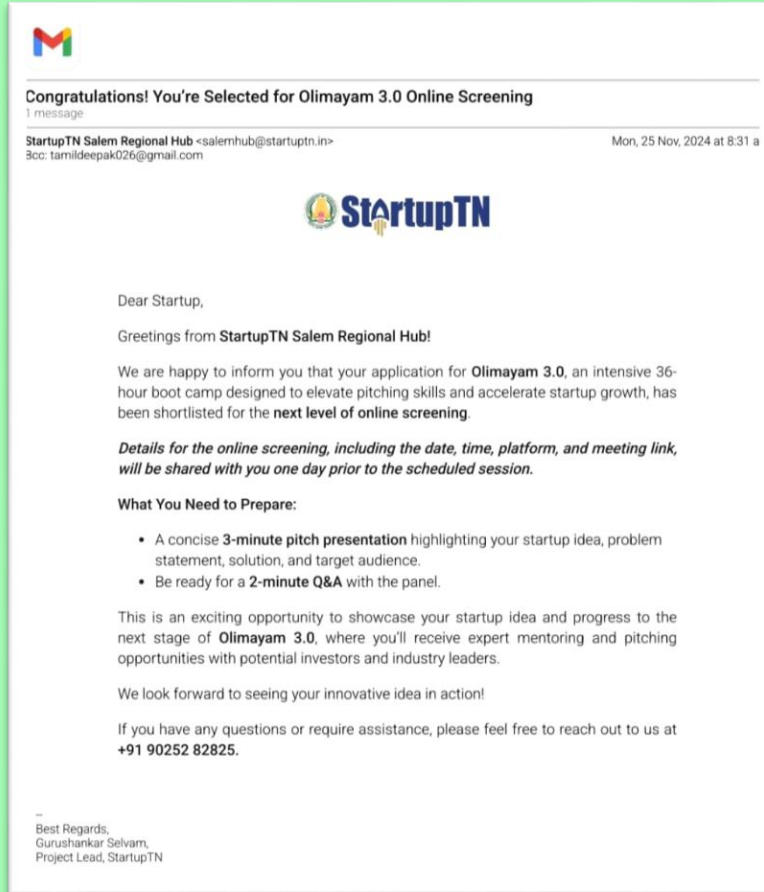 Congratulations! You're Selected for Olimayam 3.0 Online Screening
1 message
StartupTN Salem Regional Hub <salemhub@startuptn.in>
Mon, 25 Nov, 2024 at 8:31 a
Bcc: tamildeepak026@gmail.com
StartupTN
Dear Startup,
Greetings from StartupTN Salem Regional Hub!
We are happy to inform you that your application for Olimayam 3.0, an intensive 36-
hour boot camp designed to elevate pitching skills and accelerate startup growth, has
been shortlisted for the next level of online screening.
Details for the online screening, including the date, time, platform, and meeting link,
will be shared with you one day prior to the scheduled session.
What You Need to Prepare:
• A concise 3-minute pitch presentation highlighting your startup idea, problem
statement, solution, and target audience.
• Be ready for a 2-minute Q&A with the panel.
This is an exciting opportunity to showcase your startup idea and progress to the
next stage of Olimayam 3.0, where you'll receive expert mentoring and pitching
opportunities with potential investors and industry leaders.
We look forward to seeing your innovative idea in action!
If you have any questions or require assistance, please feel free to reach out to us at
+91 90252 82825.
--
Best Regards,
Gurushankar Selvam,
Project Lead, StartupTN